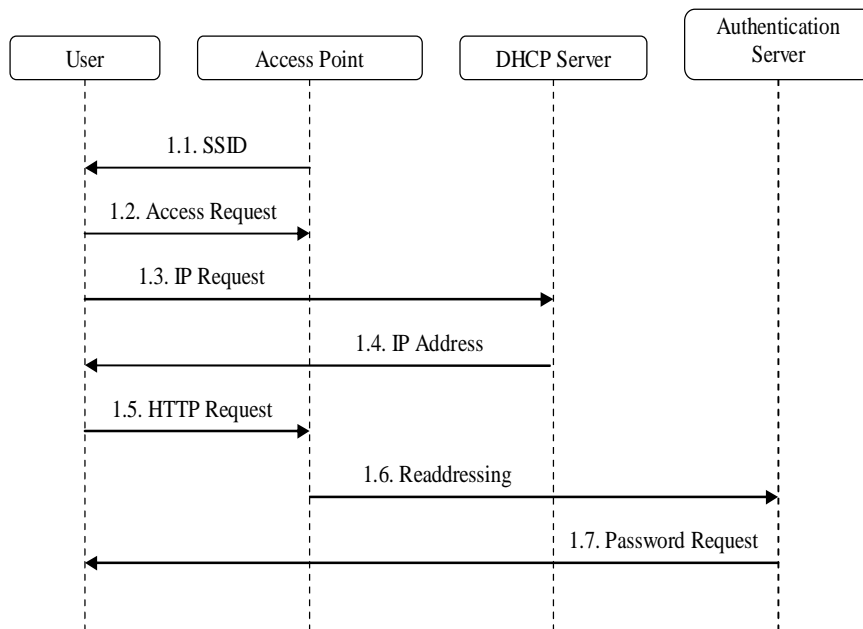 User
Access Point
DHCP Server
Authentication
Server
1.1. SSID
1.2. Access Request
1.3. IP Request
1.4. IP Address
1.5. HTTP Request
1.6. Readdressing
1.7. Password Request